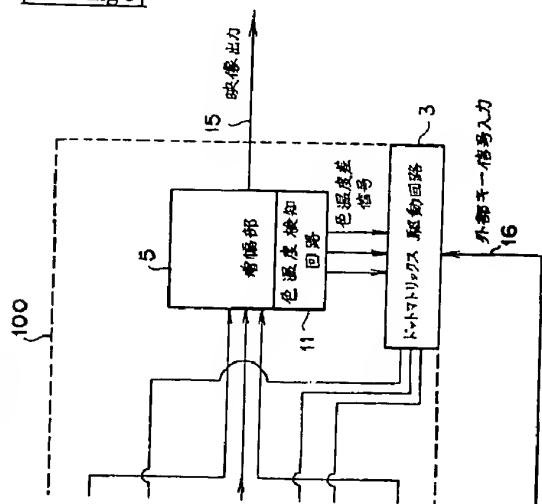 100
5
増幅部
15
映像出力
色温度検知
回路
11
色温度差
信号
3
ドットマトリックス駆動回路
外部キー信号入力
16